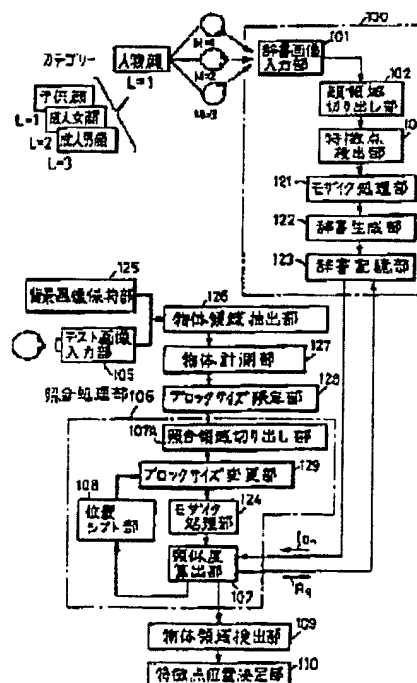 100
カテゴリー
人物顔
L=1
M=1
M=2
M=3
辞書画像
入力部
101
子供顔
L=1
成人女顔
L=2
成人男顔
L=3
顔領域
切り出し部
102
特徴点
検出部
10
モザイク処理部
121
辞書生成部
122
辞書記憶部
123
125
背景画像保持部
テスト画像
入力部
105
物体領域抽出部
126
物体計測部
127
ブロックサイズ限定部
128
照合処理部
106
107A
照合領域切り出し部
ブロックサイズ変更部
129
108
位置
シフト部
モザイク
処理部
124
類似度
算出部
107
物体領域検出部
109
特徴点位置決定部
110